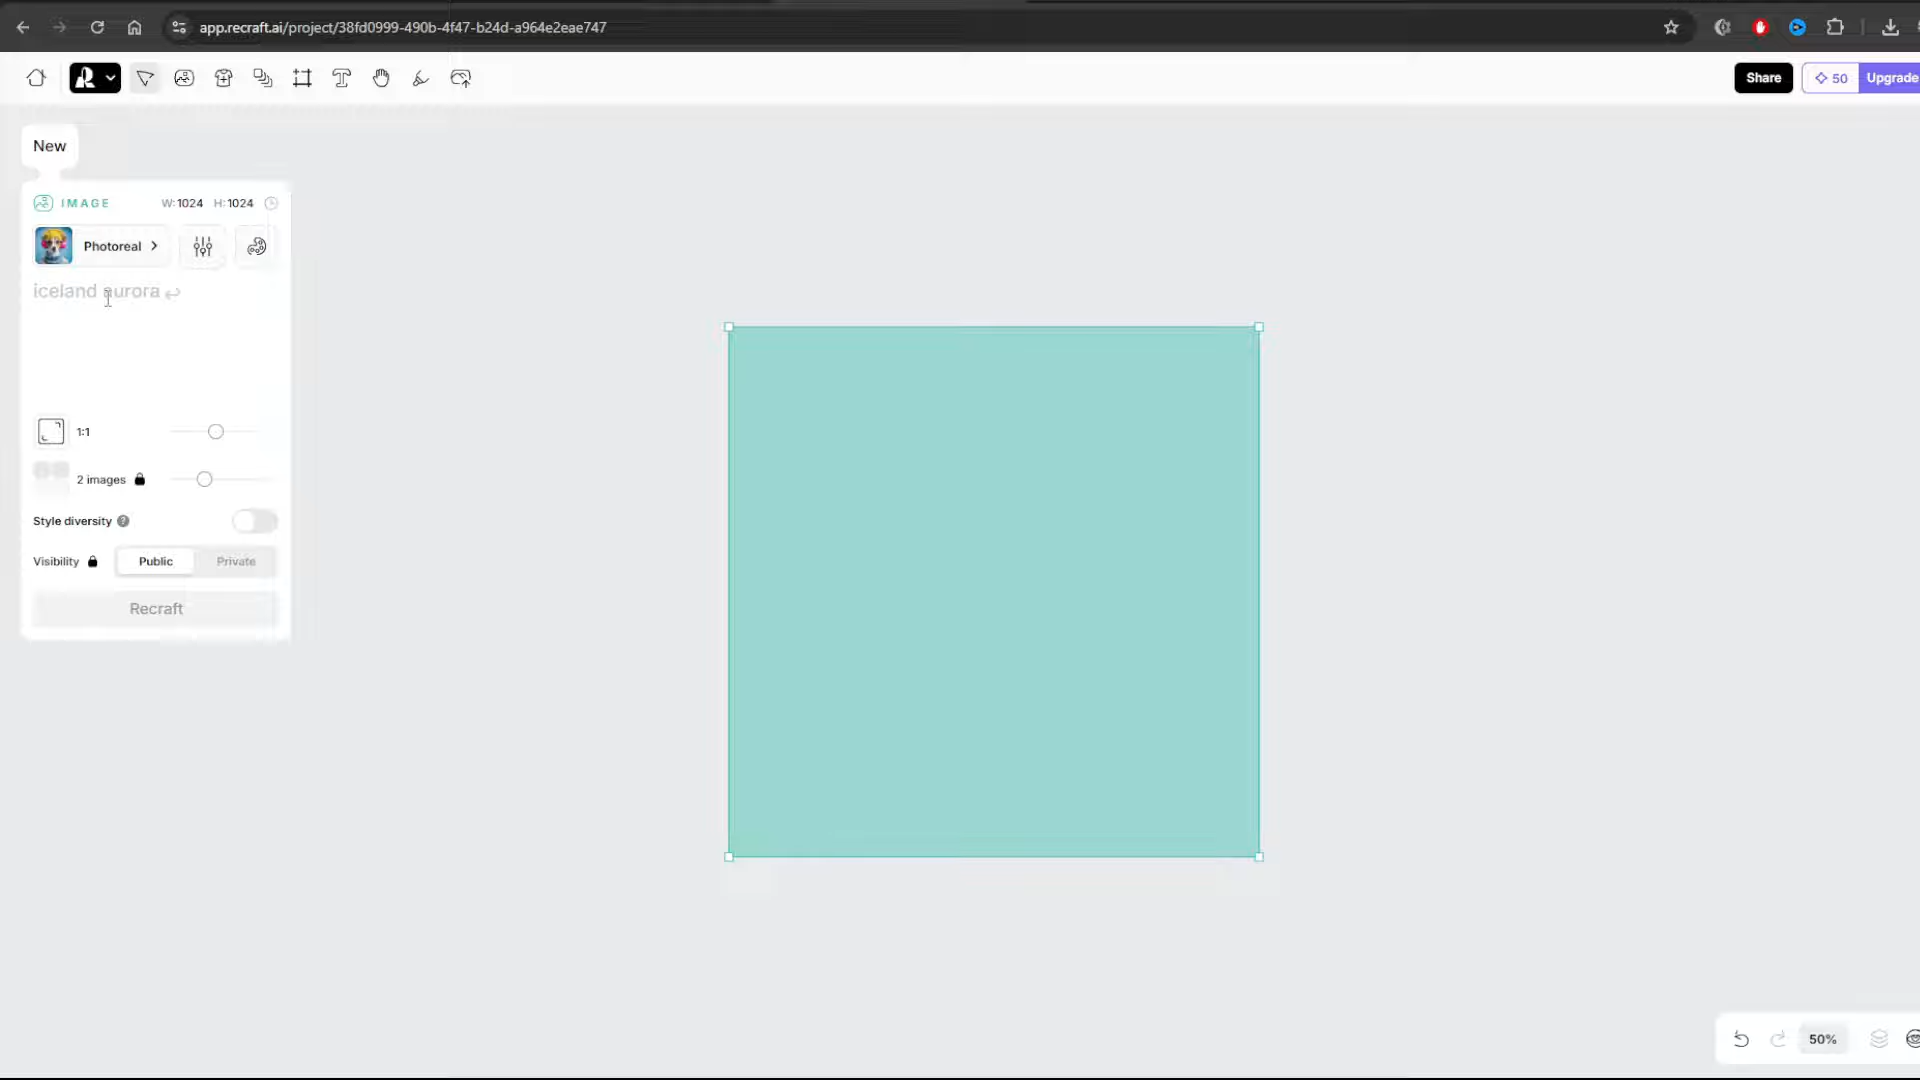 app.recraft.ai/project/38fd0999-490b-4f47-b24d-a964e2eae747
Share
50
Upgrade
New
IMAGE W:1024 H:1024
Photoreal
iceland aurora
1:1
2 images
Style diversity ?
Visibility Public Private
Recraft
50%